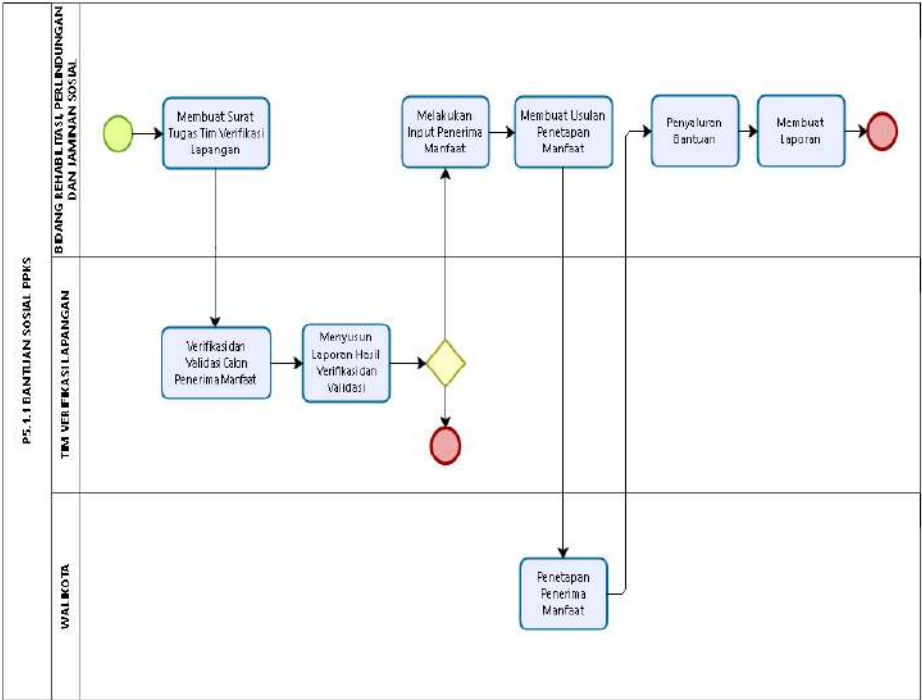 P5.1.1 BANTUAN SOSIAL PPKS
BIDANG REHABILITASI, PERLINDUNGAN
DAN JAMINAN SOSIAL
Membuat Surat
Tugas Tim Verifikasi
Lapangan
Melakukan
Input Penerima
Manfaat
Membuat Usulan
Penetapan
Manfaat
Penyaluran
Bantuan
Membuat
Laporan
TIM VERIFIKASI LAPANGAN
Verifikasi dan
Validasi Calon
Penerima Manfaat
Menyusun
Laporan Hasil
Verifikasi dan
Validasi
WALIKOTA
Penetapan
Penerima
Manfaat